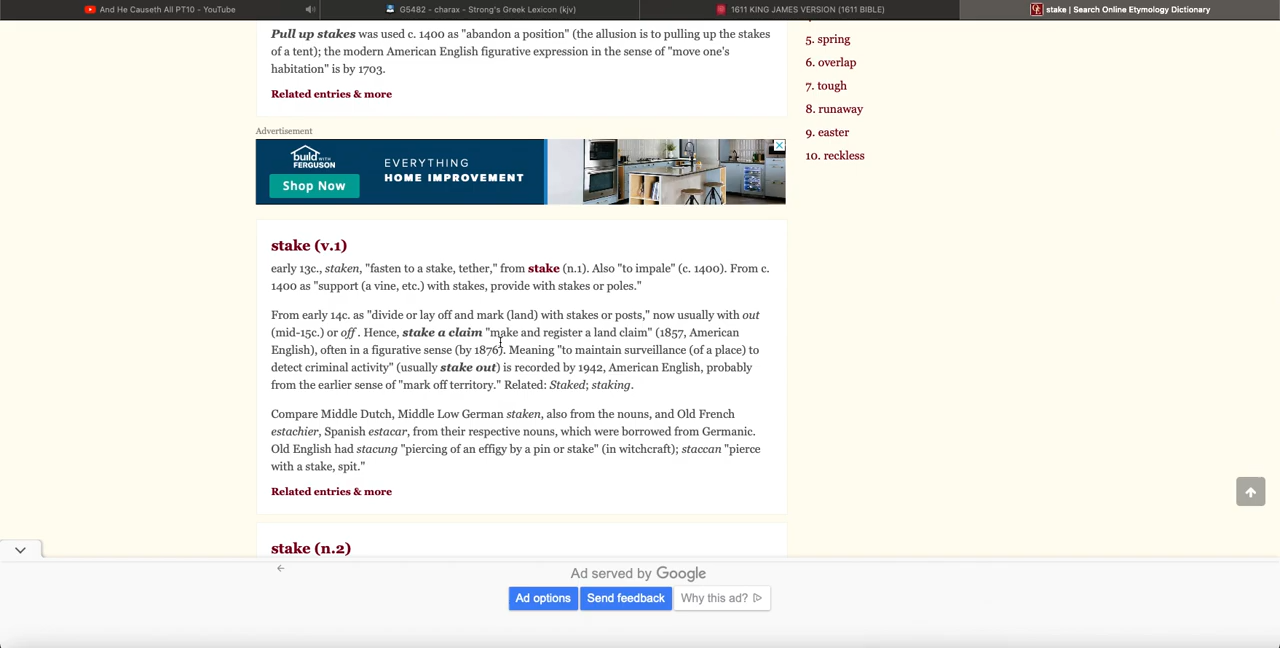 And He Causeth All PT10 - YouTube
G5482 - charax - Strong's Greek Lexicon (kjv)
1611 KING JAMES VERSION (1611 BIBLE)
stake | Search Online Etymology Dictionary
Pull up stakes was used c. 1400 as "abandon a position" (the allusion is to pulling up the stakes
of a tent); the modern American English figurative expression in the sense of "move one's
habitation" is by 1703.
Related entries & more
5. spring
6. overlap
7. tough
8. runaway
9. easter
10. reckless
Advertisement
build with FERGUSON
Shop Now
EVERYTHING
HOME IMPROVEMENT
stake (v.1)
early 13c., staken, "fasten to a stake, tether," from stake (n.1). Also "to impale" (c. 1400). From c.
1400 as "support (a vine, etc.) with stakes, provide with stakes or poles."
From early 14c. as "divide or lay off and mark (land) with stakes or posts," now usually with out
(mid-15c.) or off . Hence, stake a claim "make and register a land claim" (1857, American
English), often in a figurative sense (by 1876). Meaning "to maintain surveillance (of a place) to
detect criminal activity" (usually stake out) is recorded by 1942, American English, probably
from the earlier sense of "mark off territory." Related: Staked; staking.
Compare Middle Dutch, Middle Low German staken, also from the nouns, and Old French
estachier, Spanish estacar, from their respective nouns, which were borrowed from Germanic.
Old English had stacung "piercing of an effigy by a pin or stake" (in witchcraft); staccan "pierce
with a stake, spit."
Related entries & more
stake (n.2)
Ad served by Google
Ad options
Send feedback
Why this ad?